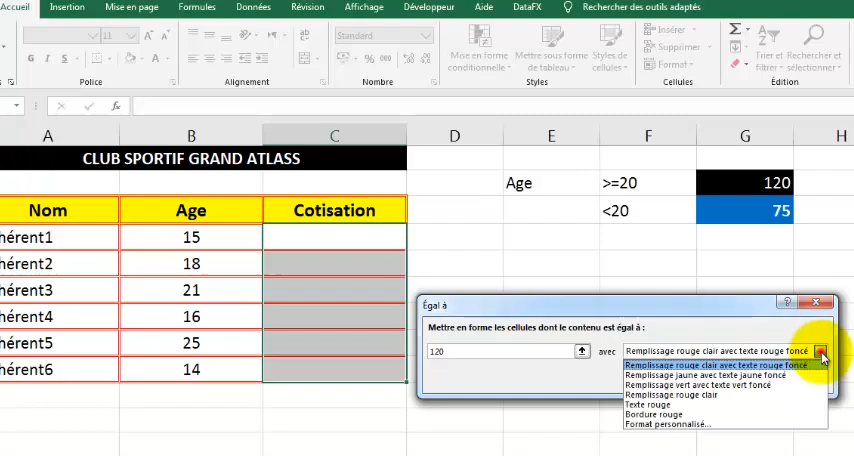 Accueil Insertion Mise en page Formules Données Révision Affichage Développeur Aide DataFX Rechercher des outils adaptés
11 A A Standard Insérer Σ
G I S % 000 Mise en forme conditionnelle Mettre sous forme de tableau Styles de cellules Supprimer Format Trier et filtrer Rechercher et sélectionner
Police Alignement Nombre Styles Cellules Édition
fx
A B C D E F G H
CLUB SPORTIF GRAND ATLASS
Age >=20 120
Nom Age Cotisation <20 75
hérent1 15
hérent2 18
hérent3 21
hérent4 16
hérent5 25
hérent6 14
Égal à
Mettre en forme les cellules dont le contenu est égal à :
120 avec Remplissage rouge clair avec texte rouge foncé
Remplissage rouge clair avec texte rouge foncé
Remplissage jaune avec texte jaune foncé
Remplissage vert avec texte vert foncé
Remplissage rouge clair
Texte rouge
Bordure rouge
Format personnalisé...